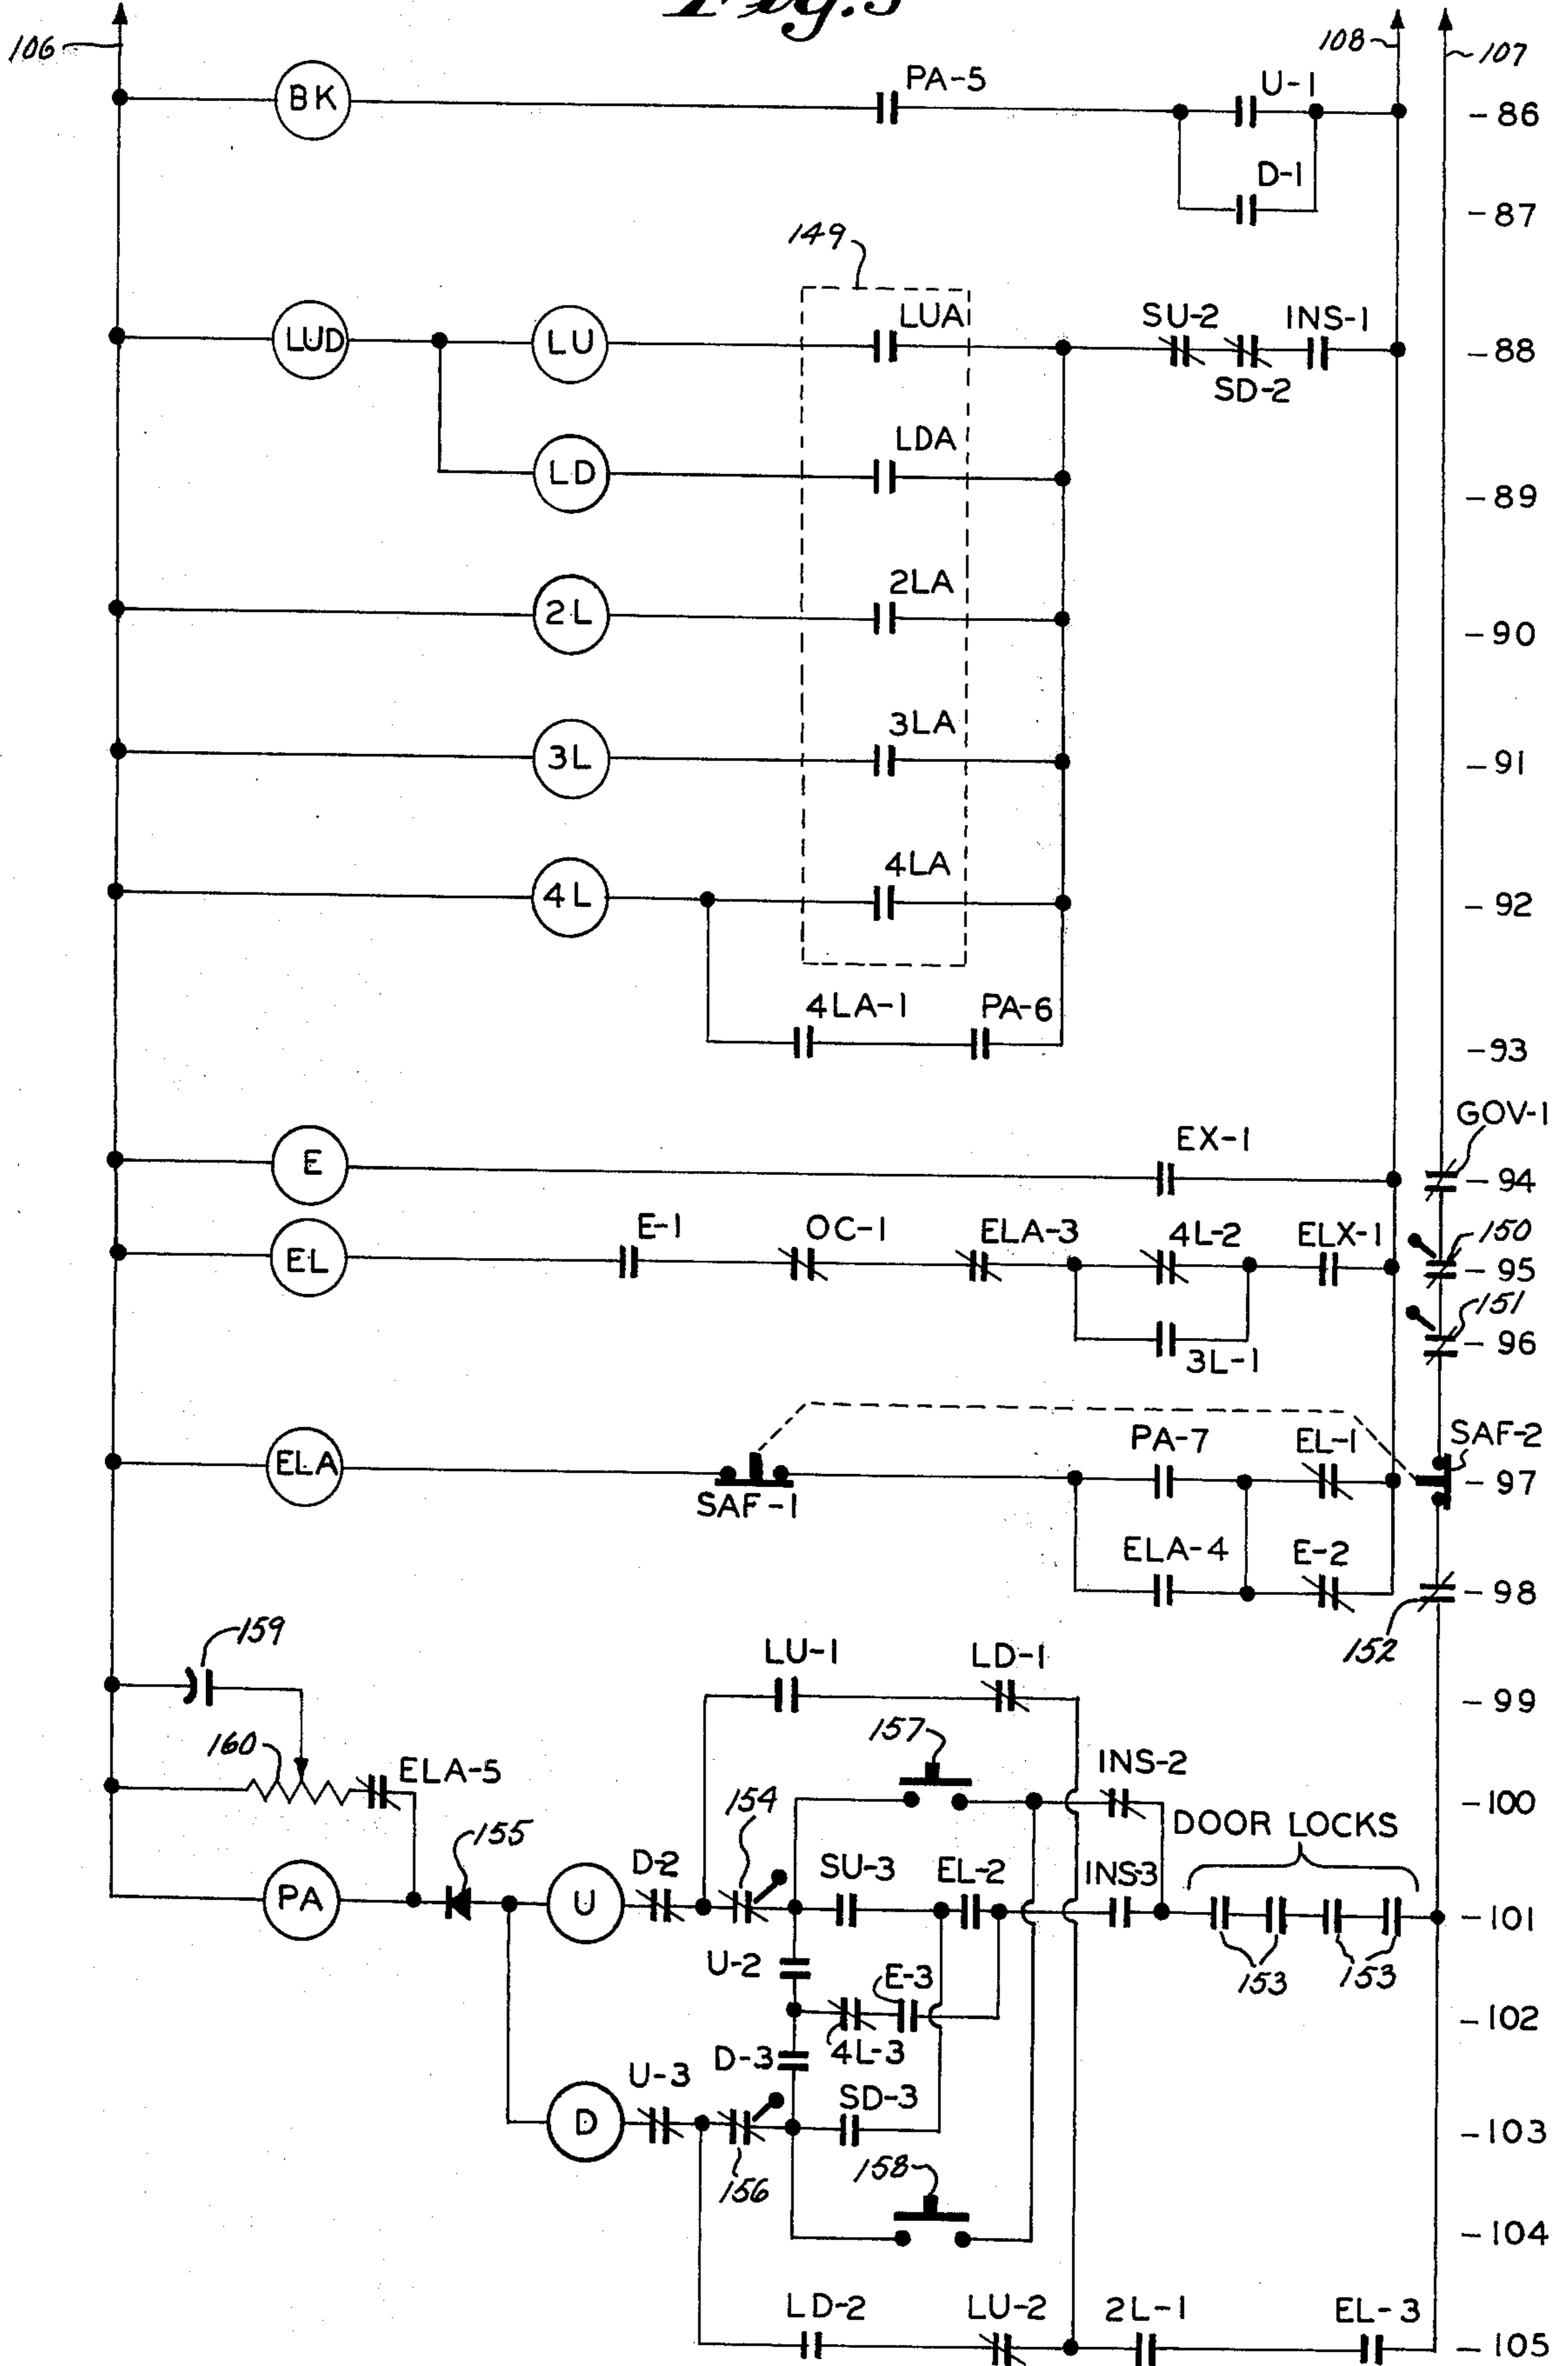 Fig. 5
106
108
107
BK
PA-5
U-1
-86
D-1
-87
149
LUD
LU
LUA
SU-2
INS-1
-88
SD-2
LD
LDA
-89
2L
2LA
-90
3L
3LA
-91
4L
4LA
-92
4LA-1
PA-6
-93
GOV-1
E
EX-1
-94
EL
E-1
OC-1
ELA-3
4L-2
ELX-1
150
-95
151
3L-1
-96
ELA
SAF-1
PA-7
EL-1
SAF-2
-97
ELA-4
E-2
-98
152
159
LU-1
LD-1
-99
160
ELA-5
157
INS-2
154
-100
DOOR LOCKS
155
PA
U
D-2
SU-3
EL-2
INS3
-101
153
153
U-2
E-3
-102
4L-3
D-3
U-3
D
SD-3
-103
156
158
-104
LD-2
LU-2
2L-1
EL-3
-105